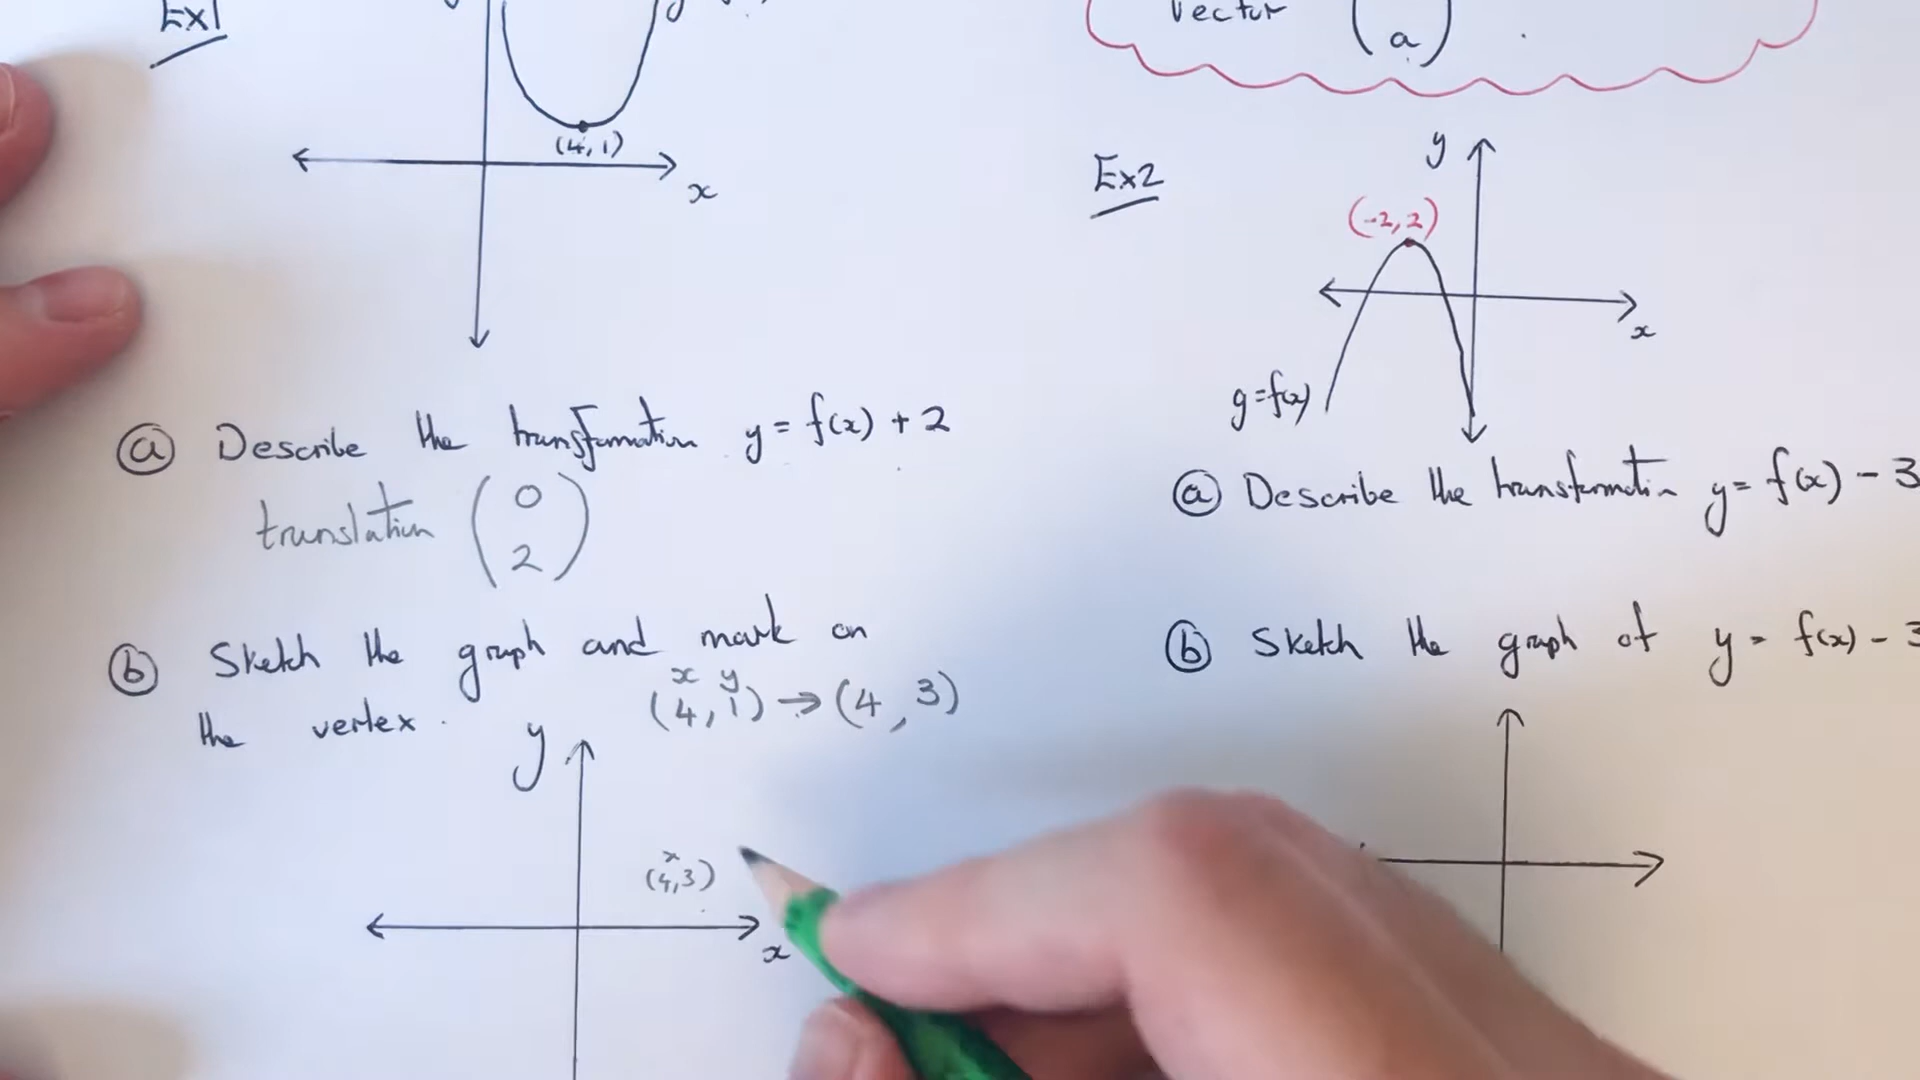 Ex1
(4,1)
x
(a) Describe the transformation y = f(x) + 2
translation (0
2)
(b) Sketch the graph and mark on
x y
the vertex. (4,1) → (4,3)
y
x
(4,3)
x
vector
(a)
Ex2
y
(-2,2)
x
y=f(x)
(a) Describe the transformation y = f(x) - 3
(b) Sketch the graph of y = f(x) - 3